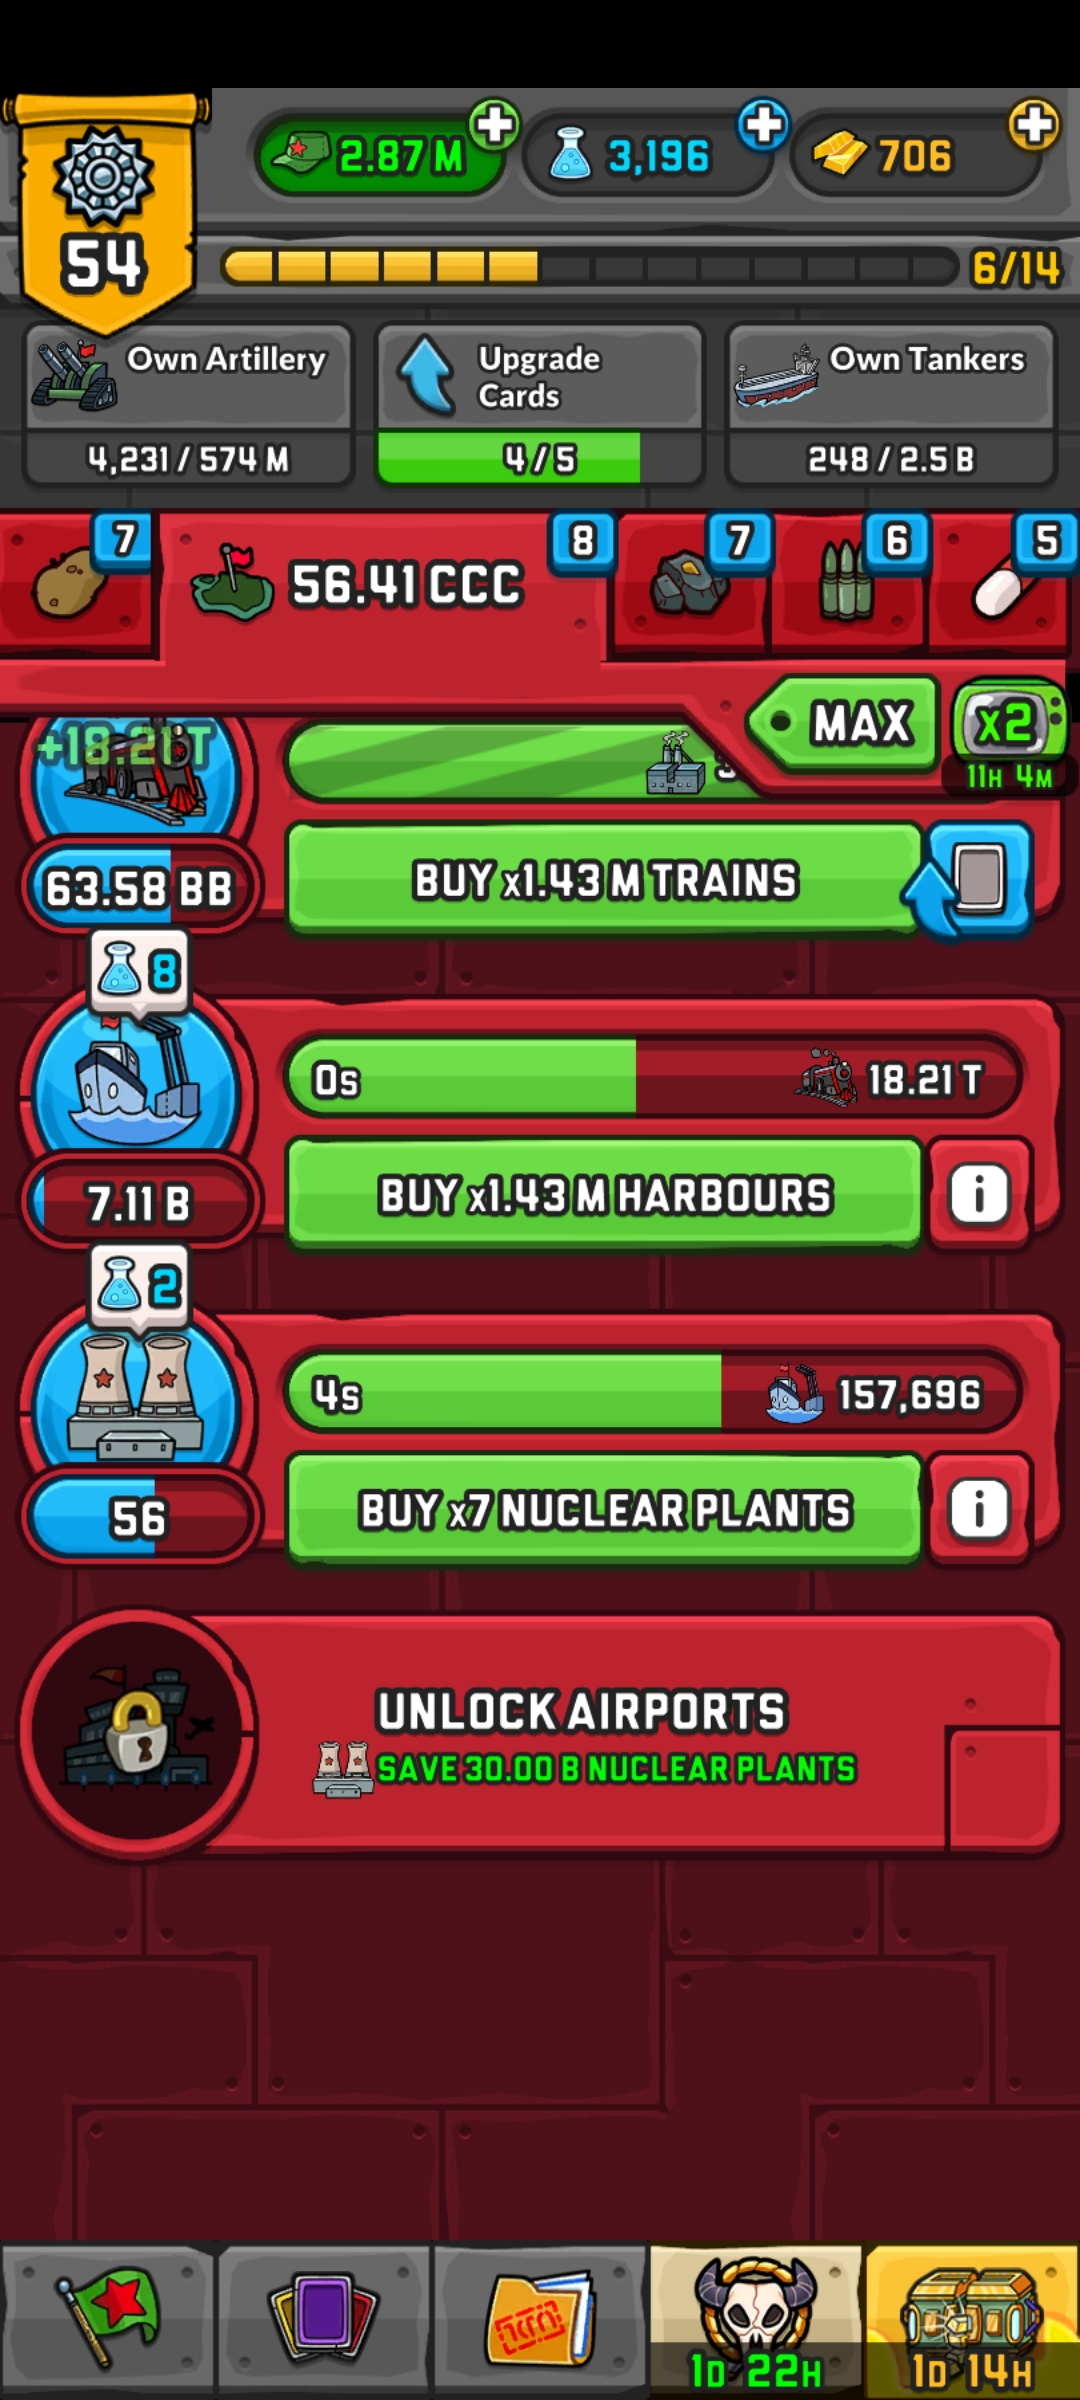 2.87 M
3,196
706
54
6/14
Own Artillery
4,231 / 574 M
Upgrade
Cards
4 / 5
Own Tankers
248 / 2.5 B
7
56.41 CCC
8
7
6
5
MAX
x2
11H 4M
+18.21 T
63.58 BB
BUY x1.43 M TRAINS
8
0s
18.21 T
7.11 B
BUY x1.43 M HARBOURS
i
2
4s
157,696
56
BUY x7 NUCLEAR PLANTS
i
UNLOCK AIRPORTS
SAVE 30.00 B NUCLEAR PLANTS
1D 22H
1D 14H